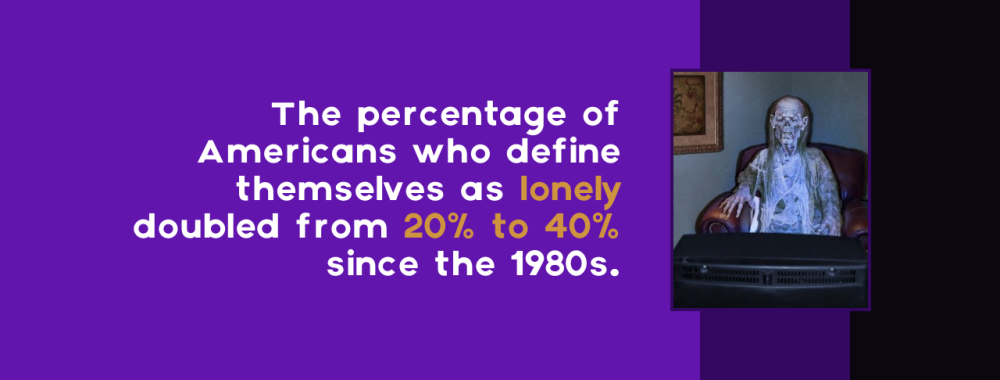 The percentage of
Americans who define
themselves as lonely
doubled from 20% to 40%
since the 1980s.